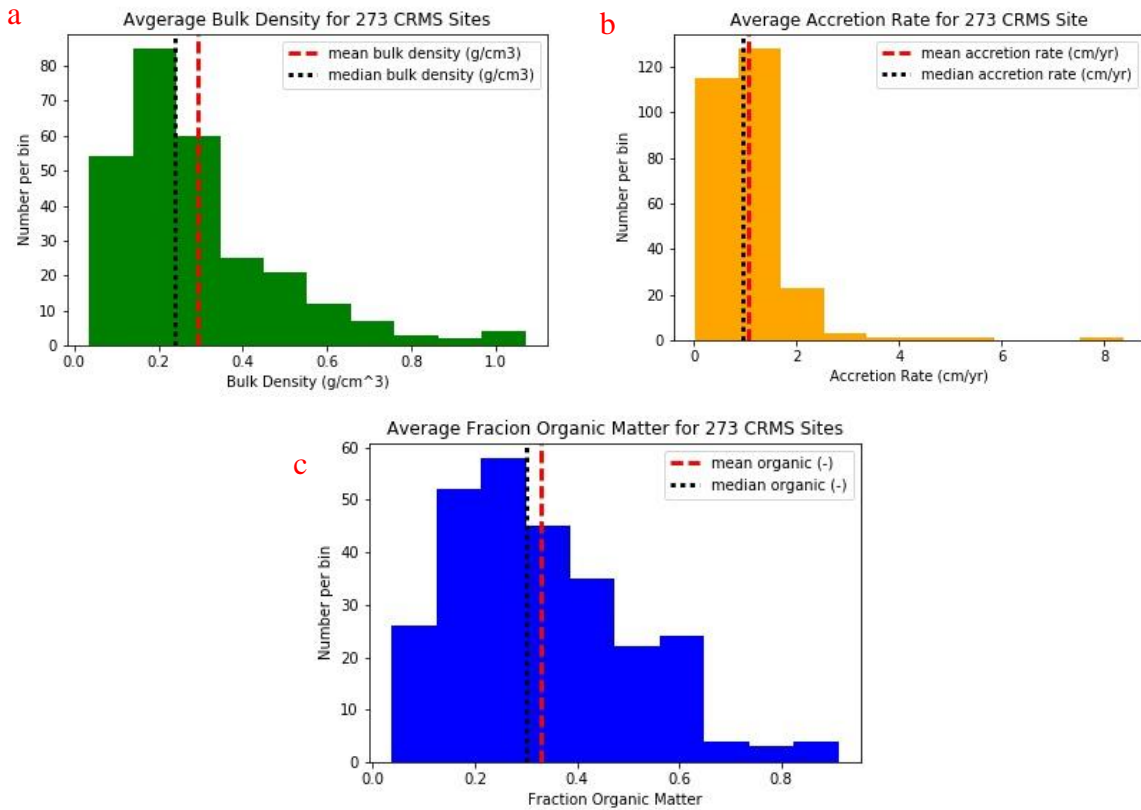 a
Avgerage Bulk Density for 273 CRMS Sites
mean bulk density (g/cm3)
median bulk density (g/cm3)
Number per bin
80
70
60
50
40
30
20
10
0
0.0 0.2 0.4 0.6 0.8 1.0
Bulk Density (g/cm^3)
b
Average Accretion Rate for 273 CRMS Site
mean accretion rate (cm/yr)
median accretion rate (cm/yr)
Number per bin
120
100
80
60
40
20
0
0 2 4 6 8
Accretion Rate (cm/yr)
c
Average Fracion Organic Matter for 273 CRMS Sites
mean organic (-)
median organic (-)
Number per bin
60
50
40
30
20
10
0
0.0 0.2 0.4 0.6 0.8
Fraction Organic Matter